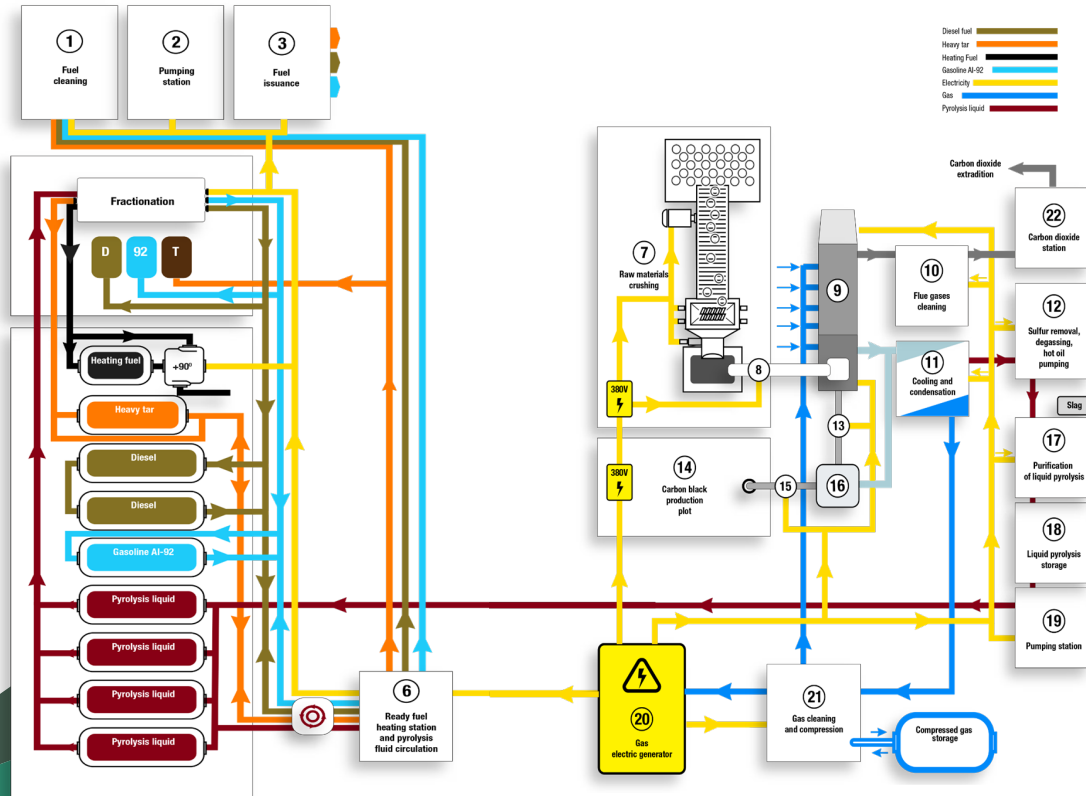 1
Fuel
cleaning
2
Pumping
station
3
Fuel
issuance
Diesel fuel
Heavy tar
Heating Fuel
Gasoline AI-92
Electricity
Gas
Pyrolysis liquid
Fractionation
D
92
T
Heating fuel
+90º
Heavy tar
Diesel
Diesel
Gasoline AI-92
Pyrolysis liquid
Pyrolysis liquid
Pyrolysis liquid
Pyrolysis liquid
6
Ready fuel
heating station
and pyrolysis
fluid circulation
7
Raw materials
crushing
380V
8
380V
14
Carbon black
production
plot
15
16
13
9
10
Flue gases
cleaning
11
Cooling and
condensation
Carbon dioxide
extradition
22
Carbon dioxide
station
12
Sulfur removal,
degassing,
hot oil
pumping
Slag
17
Purification
of liquid pyrolysis
18
Liquid pyrolysis
storage
19
Pumping station
20
Gas
electric generator
21
Gas cleaning
and compression
Compressed gas
storage